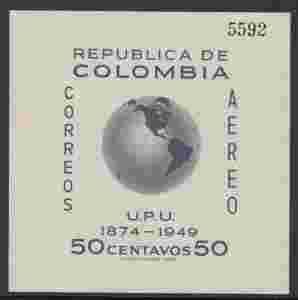 5592
REPUBLICA DE
COLOMBIA
CORREOS
AEREO
U.P.U.
1874-1949
50 CENTAVOS 50